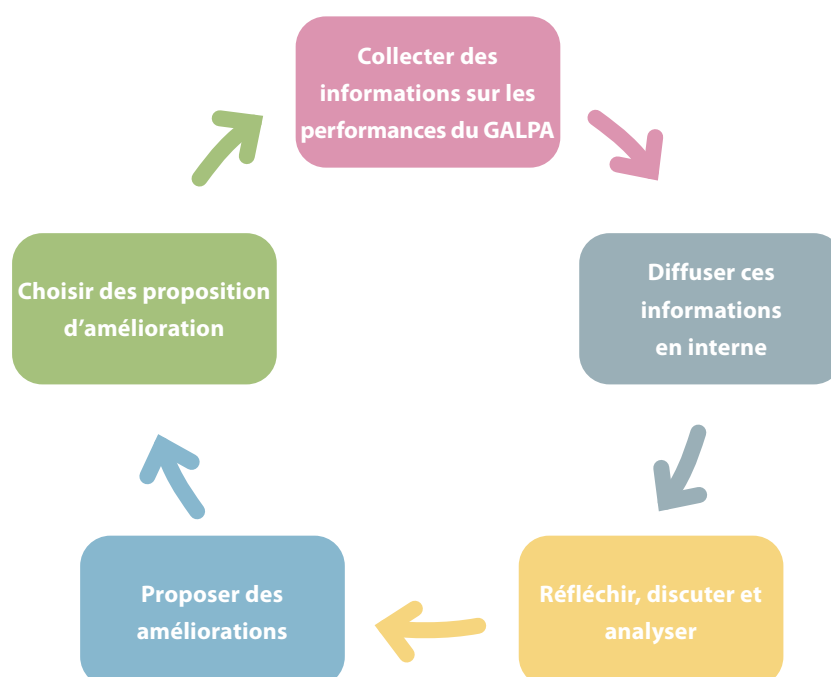 Collecter des
informations sur les
performances du GALPA
Diffuser ces
informations
en interne
Réfléchir, discuter et
analyser
Proposer des
améliorations
Choisir des proposition
d’amélioration